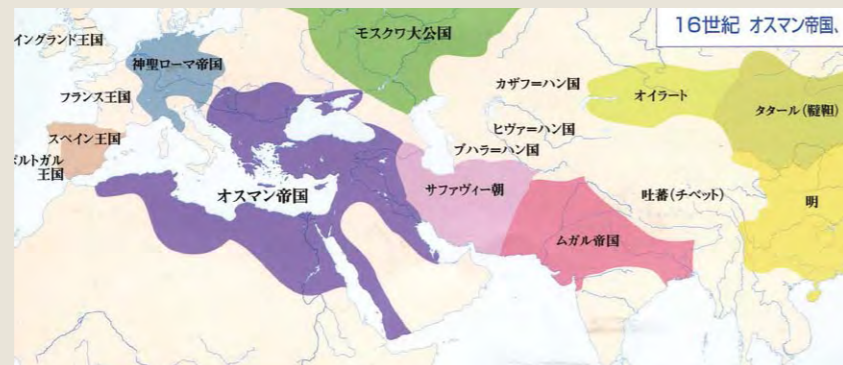 16世紀 オスマン帝国、
イングランド王国
モスクワ大公国
神聖ローマ帝国
カザフ=ハン国
オイラート
フランス王国
タタール(韃靼)
スペイン王国
ヒヴァ=ハン国
ブハラ=ハン国
ポルトガル
王国
サファヴィー朝
オスマン帝国
吐蕃(チベット)
明
ムガル帝国